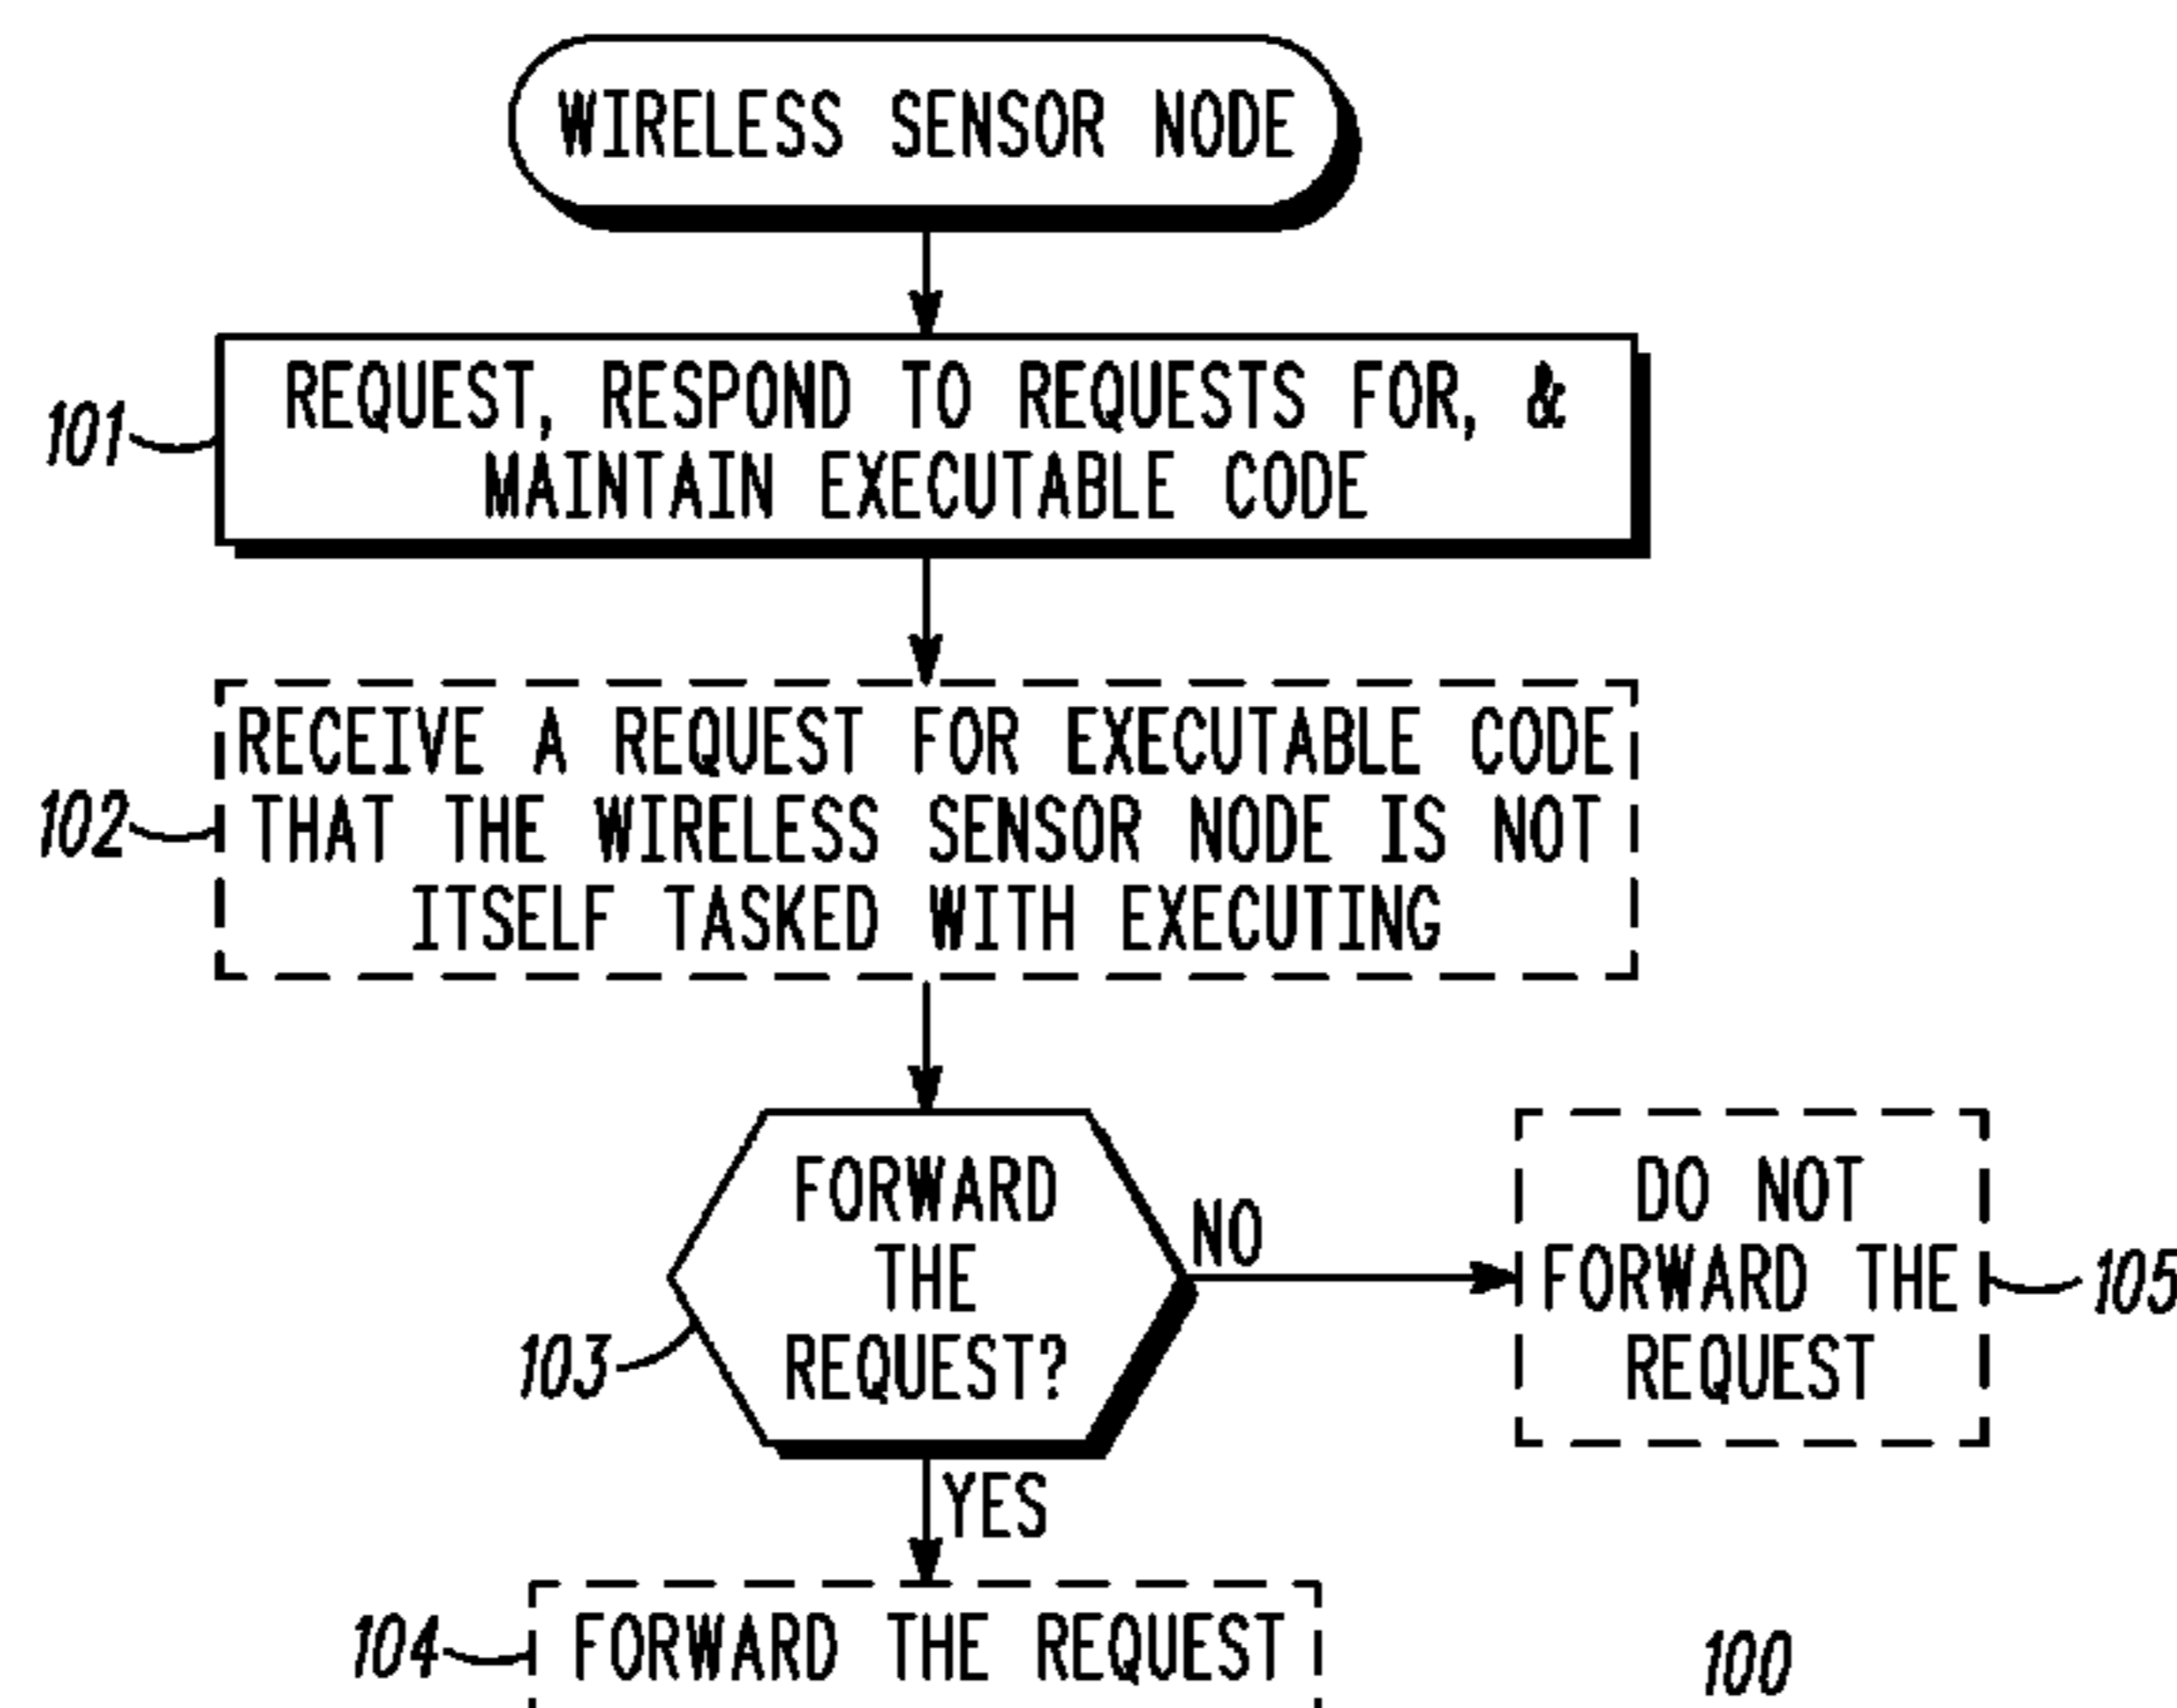 WIRELESS SENSOR NODE
101
REQUEST, RESPOND TO REQUESTS FOR, &
MAINTAIN EXECUTABLE CODE
102
RECEIVE A REQUEST FOR EXECUTABLE CODE
THAT THE WIRELESS SENSOR NODE IS NOT
ITSELF TASKED WITH EXECUTING
103
FORWARD
THE
REQUEST?
NO
DO NOT
FORWARD THE
REQUEST
105
YES
104
FORWARD THE REQUEST
100